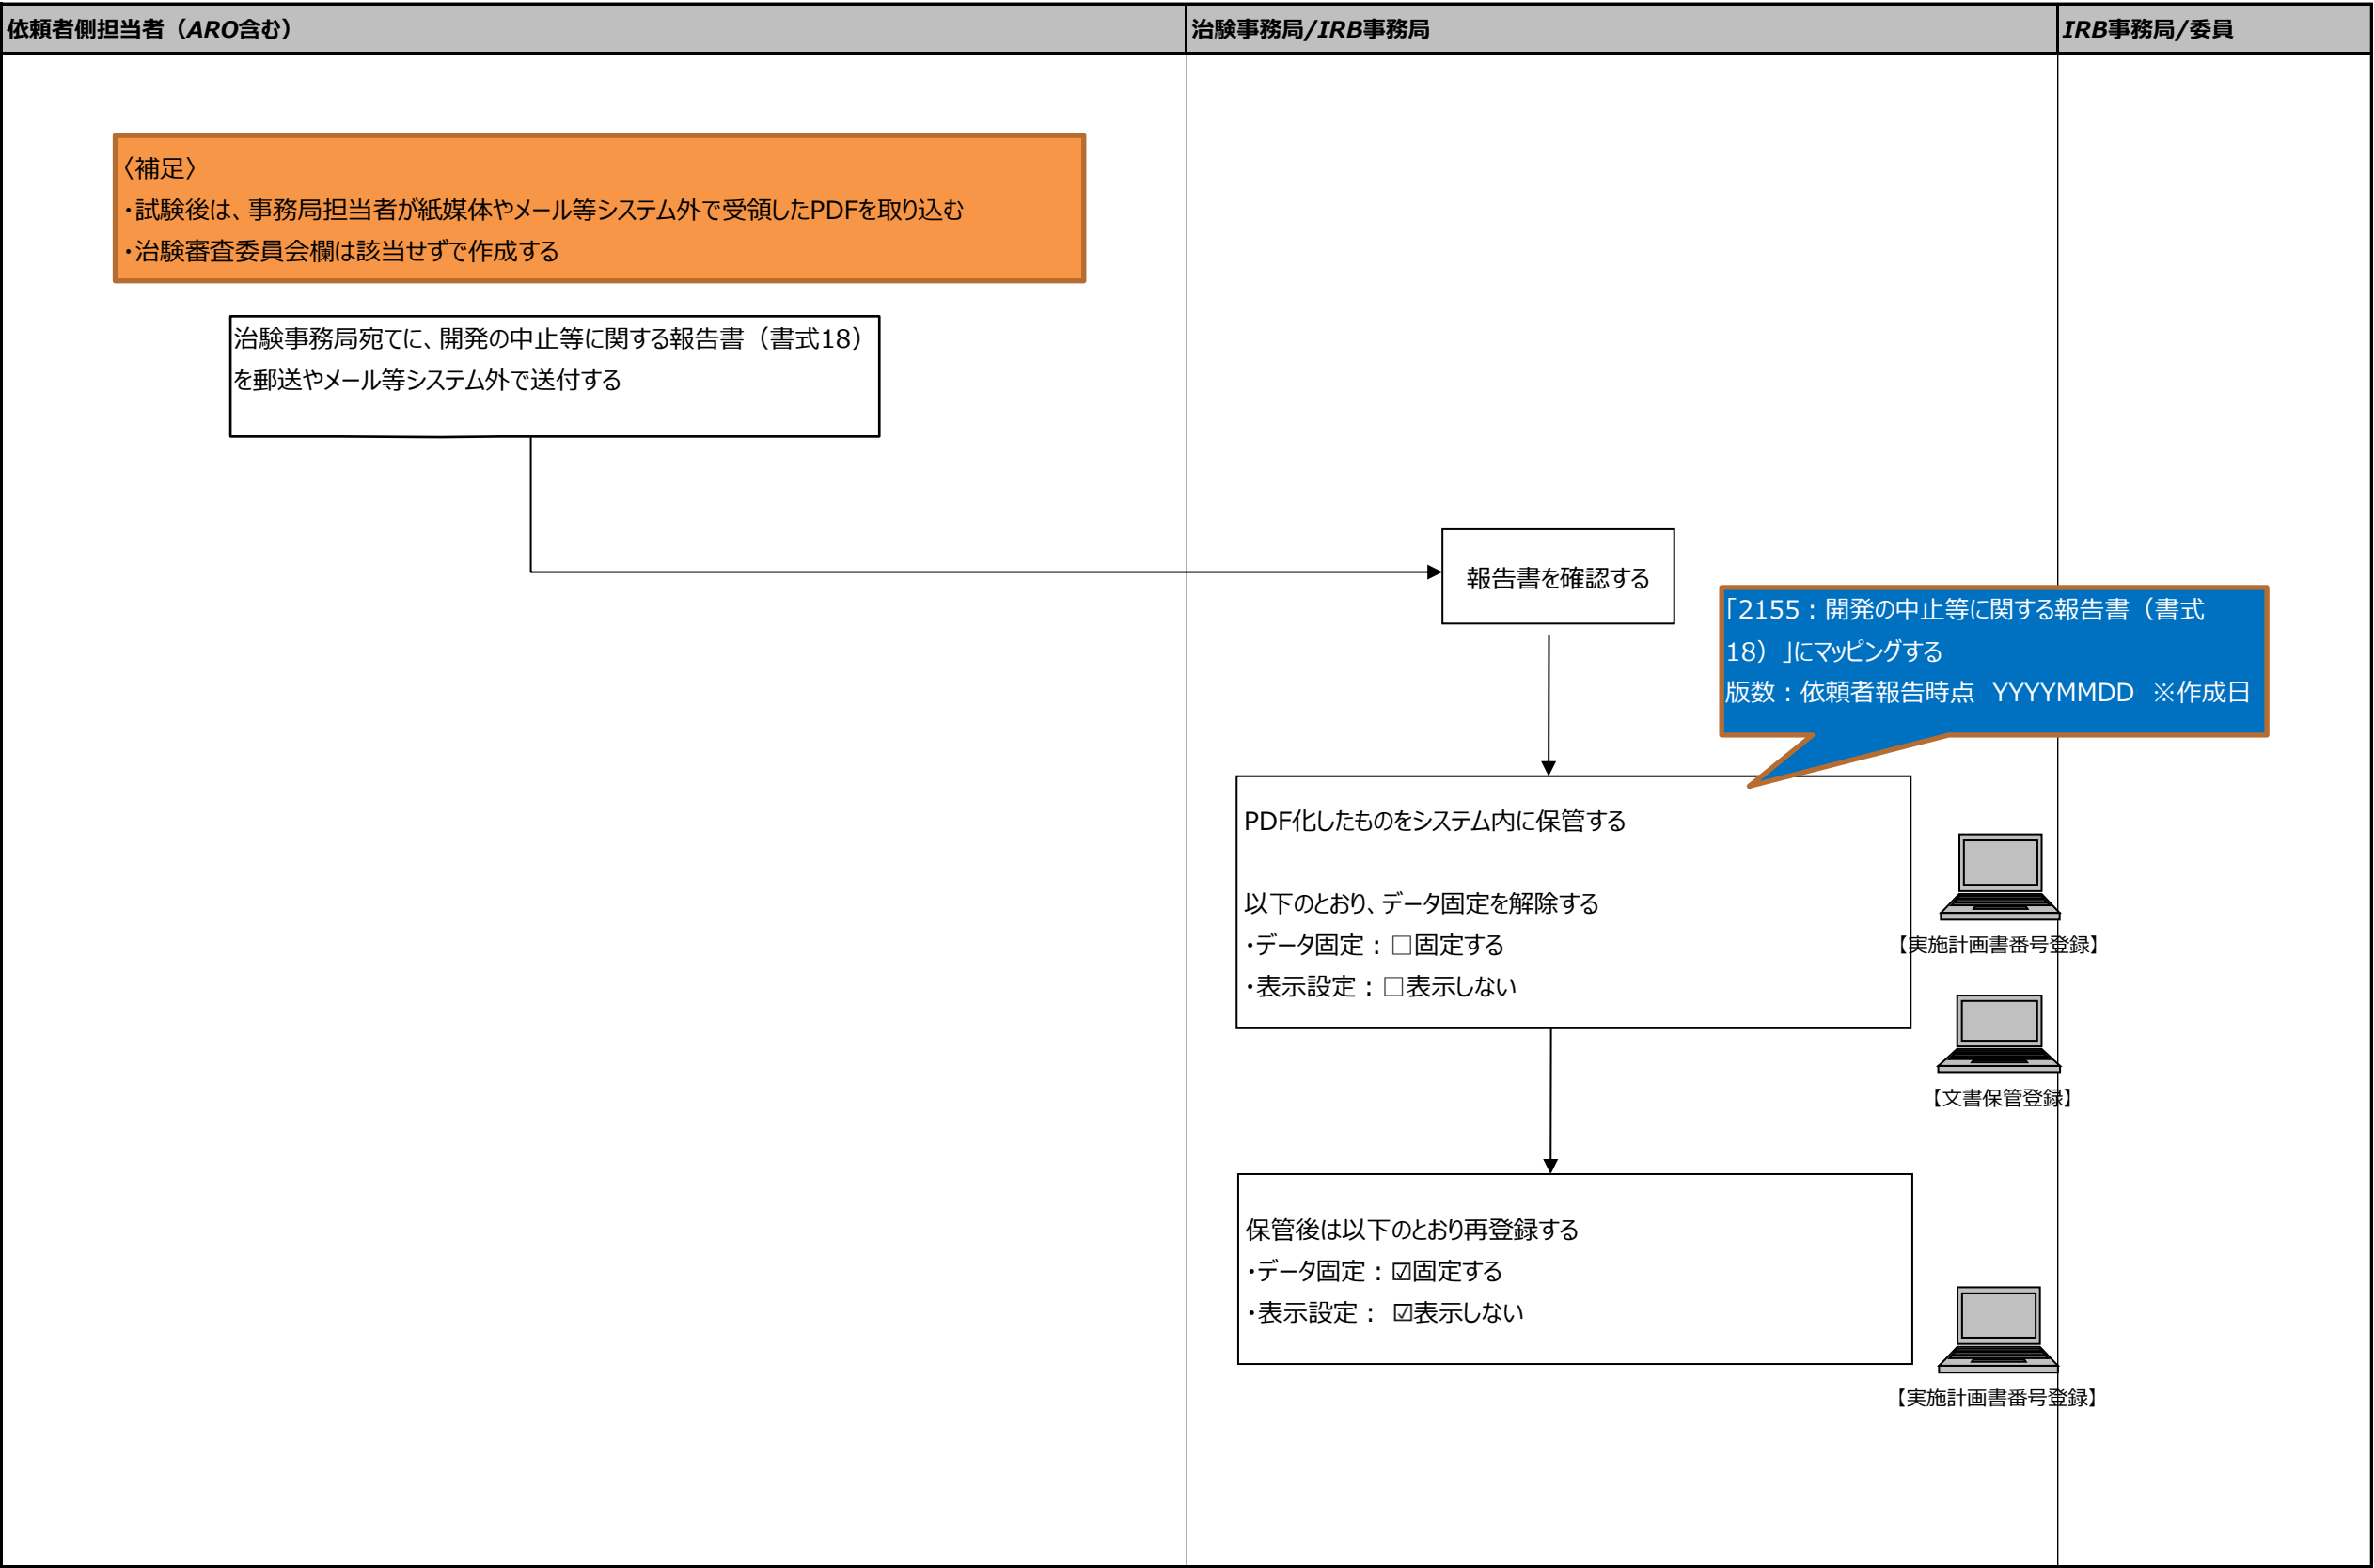 依頼者側担当者（ARO含む）
治験事務局/IRB事務局
IRB事務局/委員
〈補足〉
・試験後は、事務局担当者が紙媒体やメール等システム外で受領したPDFを取り込む
・治験審査委員会欄は該当せずで作成する
治験事務局宛てに、開発の中止等に関する報告書（書式18）
を郵送やメール等システム外で送付する
報告書を確認する
「2155：開発の中止等に関する報告書（書式
18）」にマッピングする
版数：依頼者報告時点　YYYYMMDD　※作成日
PDF化したものをシステム内に保管する
以下のとおり、データ固定を解除する
・データ固定：□固定する
・表示設定：□表示しない
【実施計画書番号登録】
【文書保管登録】
保管後は以下のとおり再登録する
・データ固定：☑固定する
・表示設定： ☑表示しない
【実施計画書番号登録】